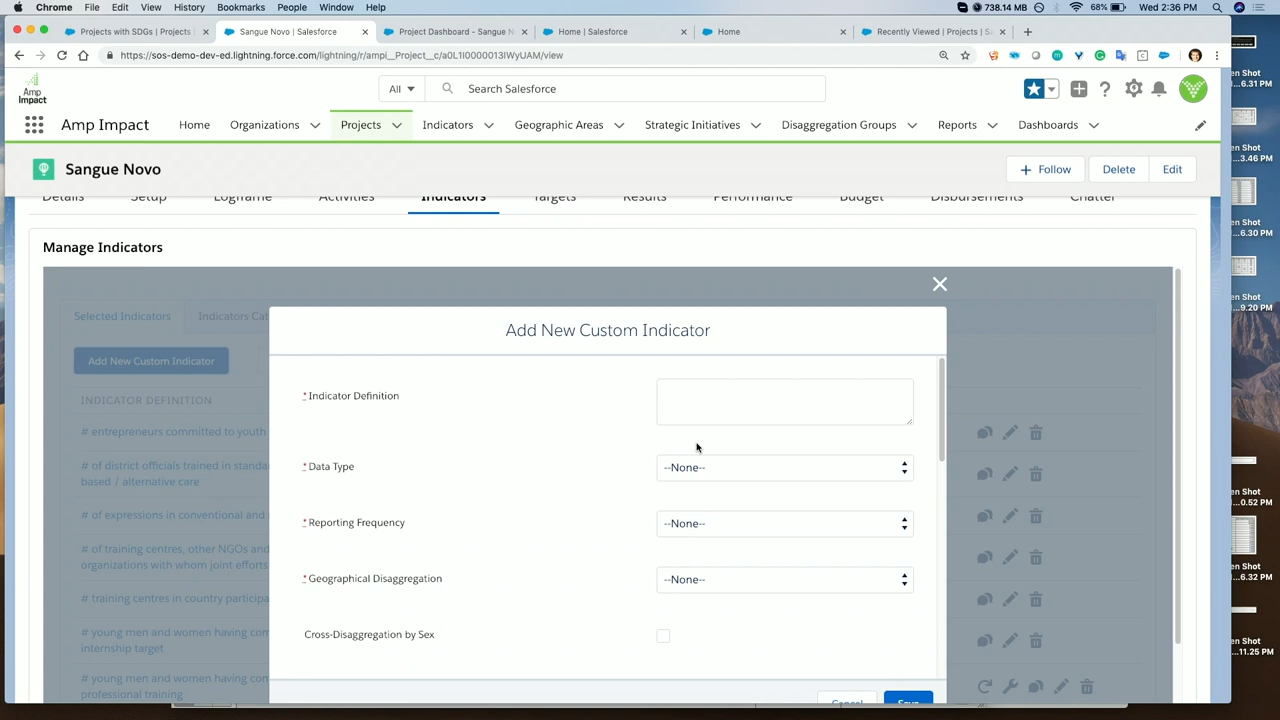 Chrome File Edit View History Bookmarks People Window Help 738.14 MB 68% Wed 2:36 PM
Projects with SDGs | Projects
Sangue Novo | Salesforce
Project Dashboard - Sangue N
Home | Salesforce
Home
Recently Viewed | Projects | S
https://sos-demo-dev-ed.lightning.force.com/lightning/r/ampi__Project__c/a0L1I0000013IWyUAM/view
Amp
Impact
All
Search Salesforce
Amp Impact
Home Organizations Projects Indicators Geographic Areas Strategic Initiatives Disaggregation Groups Reports Dashboards
Sangue Novo
Follow
Delete
Edit
Details Setup Logframe Activities Indicators Targets Results Performance Budget Disbursements Chatter
Manage Indicators
Selected Indicators
Indicators Cat
Add New Custom Indicator
INDICATOR DEFINITION
# entrepreneurs committed to youth
# of district officials trained in standa
based / alternative care
# of expressions in conventional and
# of training centres, other NGOs and
organizations with whom joint efforts
# training centres in country participa
# young men and women having con
internship target
# young men and women having con
professional training
Add New Custom Indicator
* Indicator Definition
* Data Type
--None--
* Reporting Frequency
--None--
* Geographical Disaggregation
--None--
Cross-Disaggregation by Sex
Cancel
Save
en Shot
...6.31 PM
en Shot
...3.46 PM
en Shot
...6.30 PM
en Shot
...9.20 PM
en Shot
...0.52 PM
en Shot
...6.32 PM
en Shot
...11.25 PM